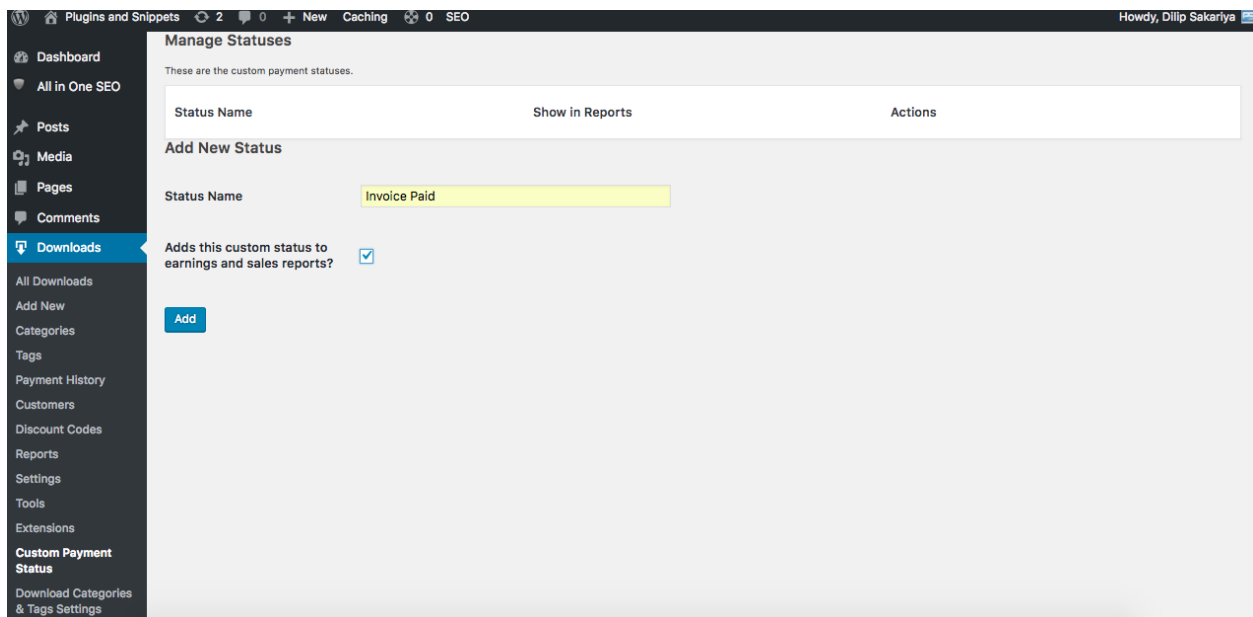 Plugins and Snippets 2 0 + New Caching 0 SEO Howdy, Dilip Sakariya
Dashboard
All in One SEO
Posts
Media
Pages
Comments
Downloads
All Downloads
Add New
Categories
Tags
Payment History
Customers
Discount Codes
Reports
Settings
Tools
Extensions
Custom Payment
Status
Download Categories
& Tags Settings
Manage Statuses
These are the custom payment statuses.
Status Name Show in Reports Actions
Add New Status
Status Name Invoice Paid
Adds this custom status to
earnings and sales reports?
Add